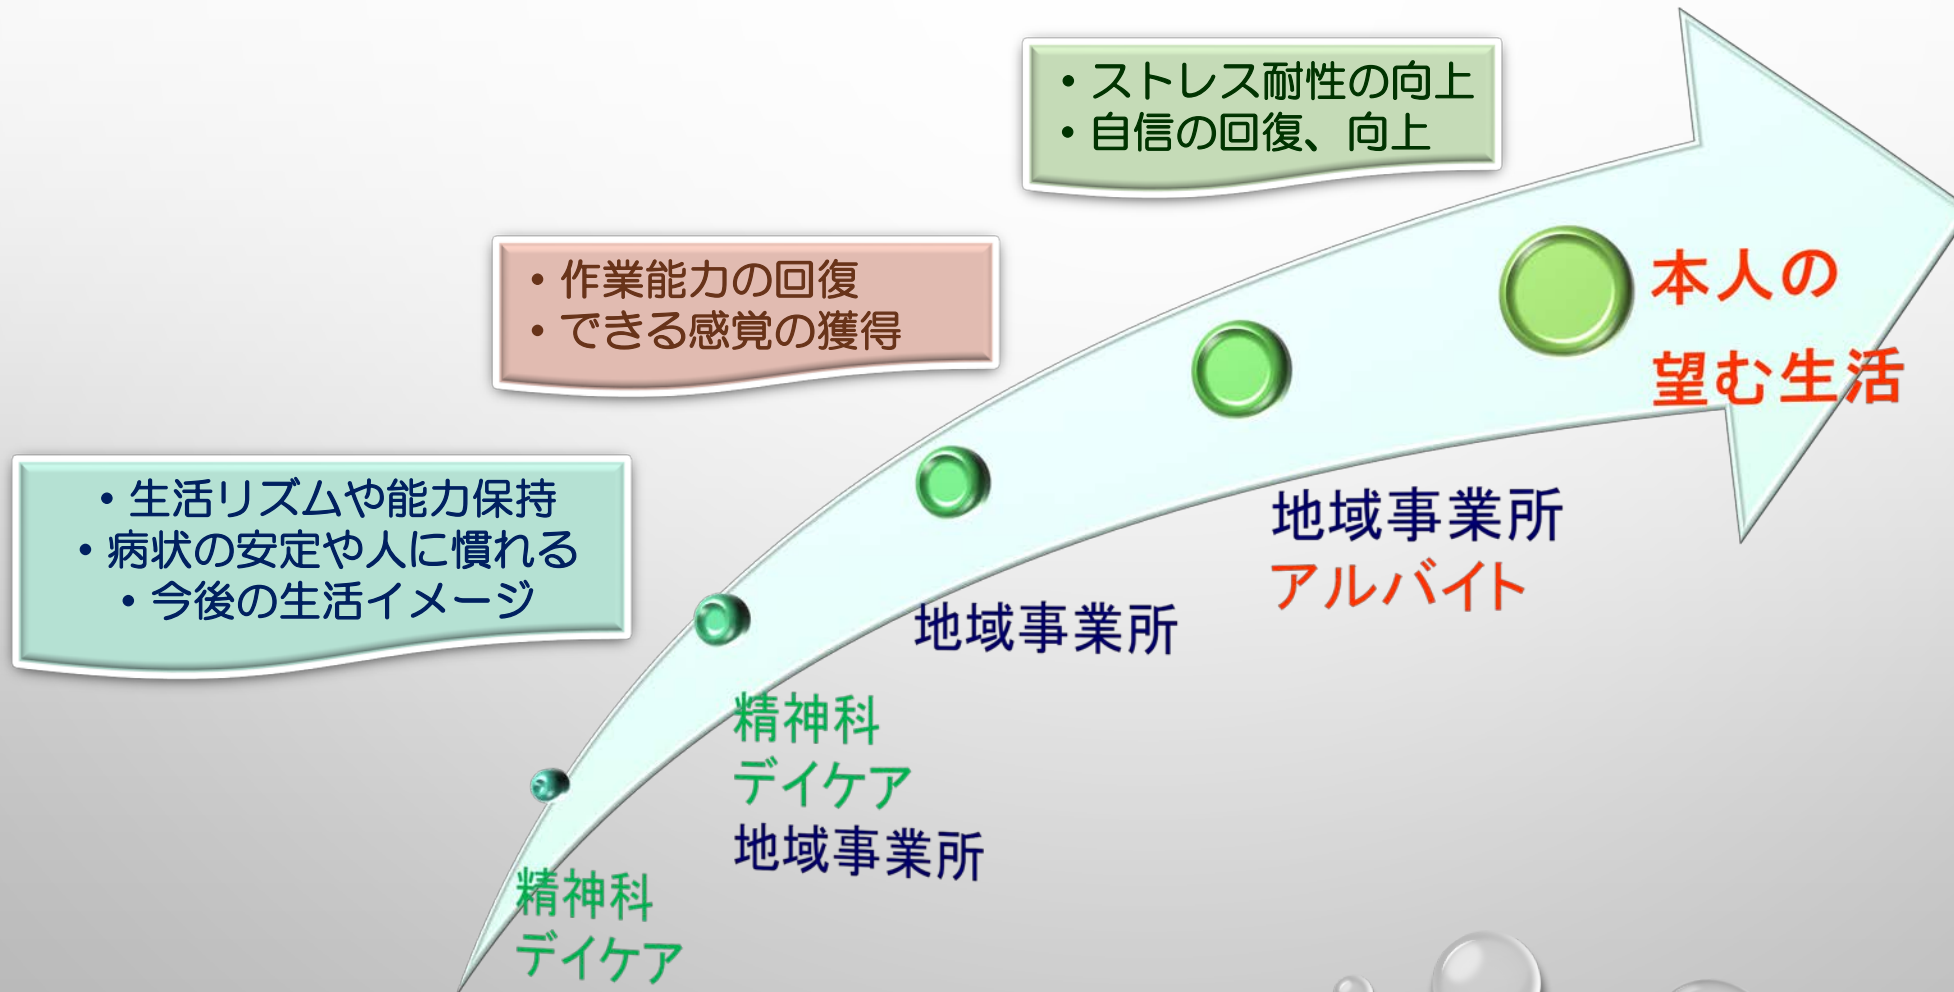 ・ストレス耐性の向上
・自信の回復、向上
・作業能力の回復
・できる感覚の獲得
・生活リズムや能力保持
・病状の安定や人に慣れる
・今後の生活イメージ
精神科
デイケア
精神科
デイケア
地域事業所
地域事業所
地域事業所
アルバイト
本人の
望む生活